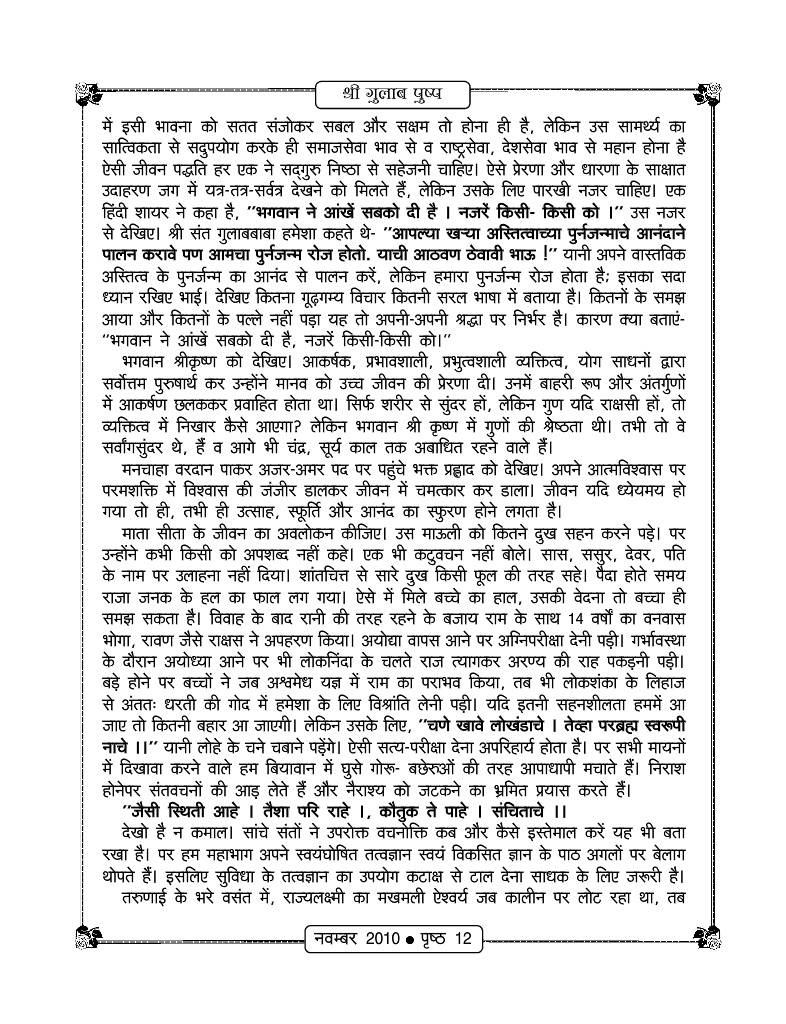 श्री गुलाब पुष्प
में इसी भावना को सतत संजोकर सबल और सक्षम तो होना ही है, लेकिन उस सामर्थ्य का
सात्विकता से सदुपयोग करके ही समाजसेवा भाव से व राष्ट्रसेवा, देशसेवा भाव से महान होना है
ऐसी जीवन पद्धति हर एक ने सद्गुरु निष्ठा से सहेजनी चाहिए। ऐसे प्रेरणा और धारणा के साक्षात
उदाहरण जग में यत्र-तत्र-सर्वत्र देखने को मिलते हैं, लेकिन उसके लिए पारखी नजर चाहिए। एक
हिंदी शायर ने कहा है, ‘‘भगवान ने आंखें सबको दी है । नजरें किसी- किसी को ।’’ उस नजर
से देखिए। श्री संत गुलाबबाबा हमेशा कहते थे- ‘‘आपल्या खऱ्या अस्तित्वाच्या पुर्नजन्माचे आनंदाने
पालन करावे पण आमचा पुर्नजन्म रोज होतो. याची आठवण ठेवावी भाऊ !’’ यानी अपने वास्तविक
अस्तित्व के पुनर्जन्म का आनंद से पालन करें, लेकिन हमारा पुनर्जन्म रोज होता है; इसका सदा
ध्यान रखिए भाई। देखिए कितना गूढ़गम्य विचार कितनी सरल भाषा में बताया है। कितनों के समझ
आया और कितनों के पल्ले नहीं पड़ा यह तो अपनी-अपनी श्रद्धा पर निर्भर है। कारण क्या बताएं-
‘‘भगवान ने आंखें सबको दी है, नजरें किसी-किसी को।’’
भगवान श्रीकृष्ण को देखिए। आकर्षक, प्रभावशाली, प्रभुत्वशाली व्यक्तित्व, योग साधनों द्वारा
सर्वोत्तम पुरुषार्थ कर उन्होंने मानव को उच्च जीवन की प्रेरणा दी। उनमें बाहरी रूप और अंतर्गुणों
में आकर्षण छलककर प्रवाहित होता था। सिर्फ शरीर से सुंदर हों, लेकिन गुण यदि राक्षसी हों, तो
व्यक्तित्व में निखार कैसे आएगा? लेकिन भगवान श्री कृष्ण में गुणों की श्रेष्ठता थी। तभी तो वे
सर्वांगसुंदर थे, हैं व आगे भी चंद्र, सूर्य काल तक अबाधित रहने वाले हैं।
मनचाहा वरदान पाकर अजर-अमर पद पर पहुंचे भक्त प्रह्लाद को देखिए। अपने आत्मविश्वास पर
परमशक्ति में विश्वास की जंजीर डालकर जीवन में चमत्कार कर डाला। जीवन यदि ध्येयमय हो
गया तो ही, तभी ही उत्साह, स्फूर्ति और आनंद का स्फुरण होने लगता है।
माता सीता के जीवन का अवलोकन कीजिए। उस माऊली को कितने दुख सहन करने पड़े। पर
उन्होंने कभी किसी को अपशब्द नहीं कहे। एक भी कटुवचन नहीं बोले। सास, ससुर, देवर, पति
के नाम पर उलाहना नहीं दिया। शांतचित्त से सारे दुख किसी फूल की तरह सहे। पैदा होते समय
राजा जनक के हल का फाल लग गया। ऐसे में मिले बच्चे का हाल, उसकी वेदना तो बच्चा ही
समझ सकता है। विवाह के बाद रानी की तरह रहने के बजाय राम के साथ 14 वर्षों का वनवास
भोगा, रावण जैसे राक्षस ने अपहरण किया। अयोद्या वापस आने पर अग्निपरीक्षा देनी पड़ी। गर्भावस्था
के दौरान अयोध्या आने पर भी लोकनिंदा के चलते राज त्यागकर अरण्य की राह पकड़नी पड़ी।
बड़े होने पर बच्चों ने जब अश्वमेध यज्ञ में राम का पराभव किया, तब भी लोकशंका के लिहाज
से अंततः धरती की गोद में हमेशा के लिए विश्रांति लेनी पड़ी। यदि इतनी सहनशीलता हममें आ
जाए तो कितनी बहार आ जाएगी। लेकिन उसके लिए, ‘‘चणे खावे लोखंडाचे । तेव्हा परब्रह्म स्वरूपी
नाचे ।।’’ यानी लोहे के चने चबाने पड़ेंगे। ऐसी सत्य-परीक्षा देना अपरिहार्य होता है। पर सभी मायनों
में दिखावा करने वाले हम बियावान में घुसे गोरू- बछेरुओं की तरह आपाधापी मचाते हैं। निराश
होनेपर संतवचनों की आड़ लेते हैं और नैराश्य को जटकने का भ्रमित प्रयास करते हैं।
‘‘जैसी स्थिती आहे । तैशा परि राहे ।, कौतुक ते पाहे । संचिताचे ।।
देखो है न कमाल। सांचे संतों ने उपरोक्त वचनोक्ति कब और कैसे इस्तेमाल करें यह भी बता
रखा है। पर हम महाभाग अपने स्वयंघोषित तत्वज्ञान स्वयं विकसित ज्ञान के पाठ अगलों पर बेलाग
थोपते हैं। इसलिए सुविधा के तत्वज्ञान का उपयोग कटाक्ष से टाल देना साधक के लिए जरूरी है।
तरुणाई के भरे वसंत में, राज्यलक्ष्मी का मखमली ऐश्वर्य जब कालीन पर लोट रहा था, तब
नवम्बर 2010 ● पृष्ठ 12